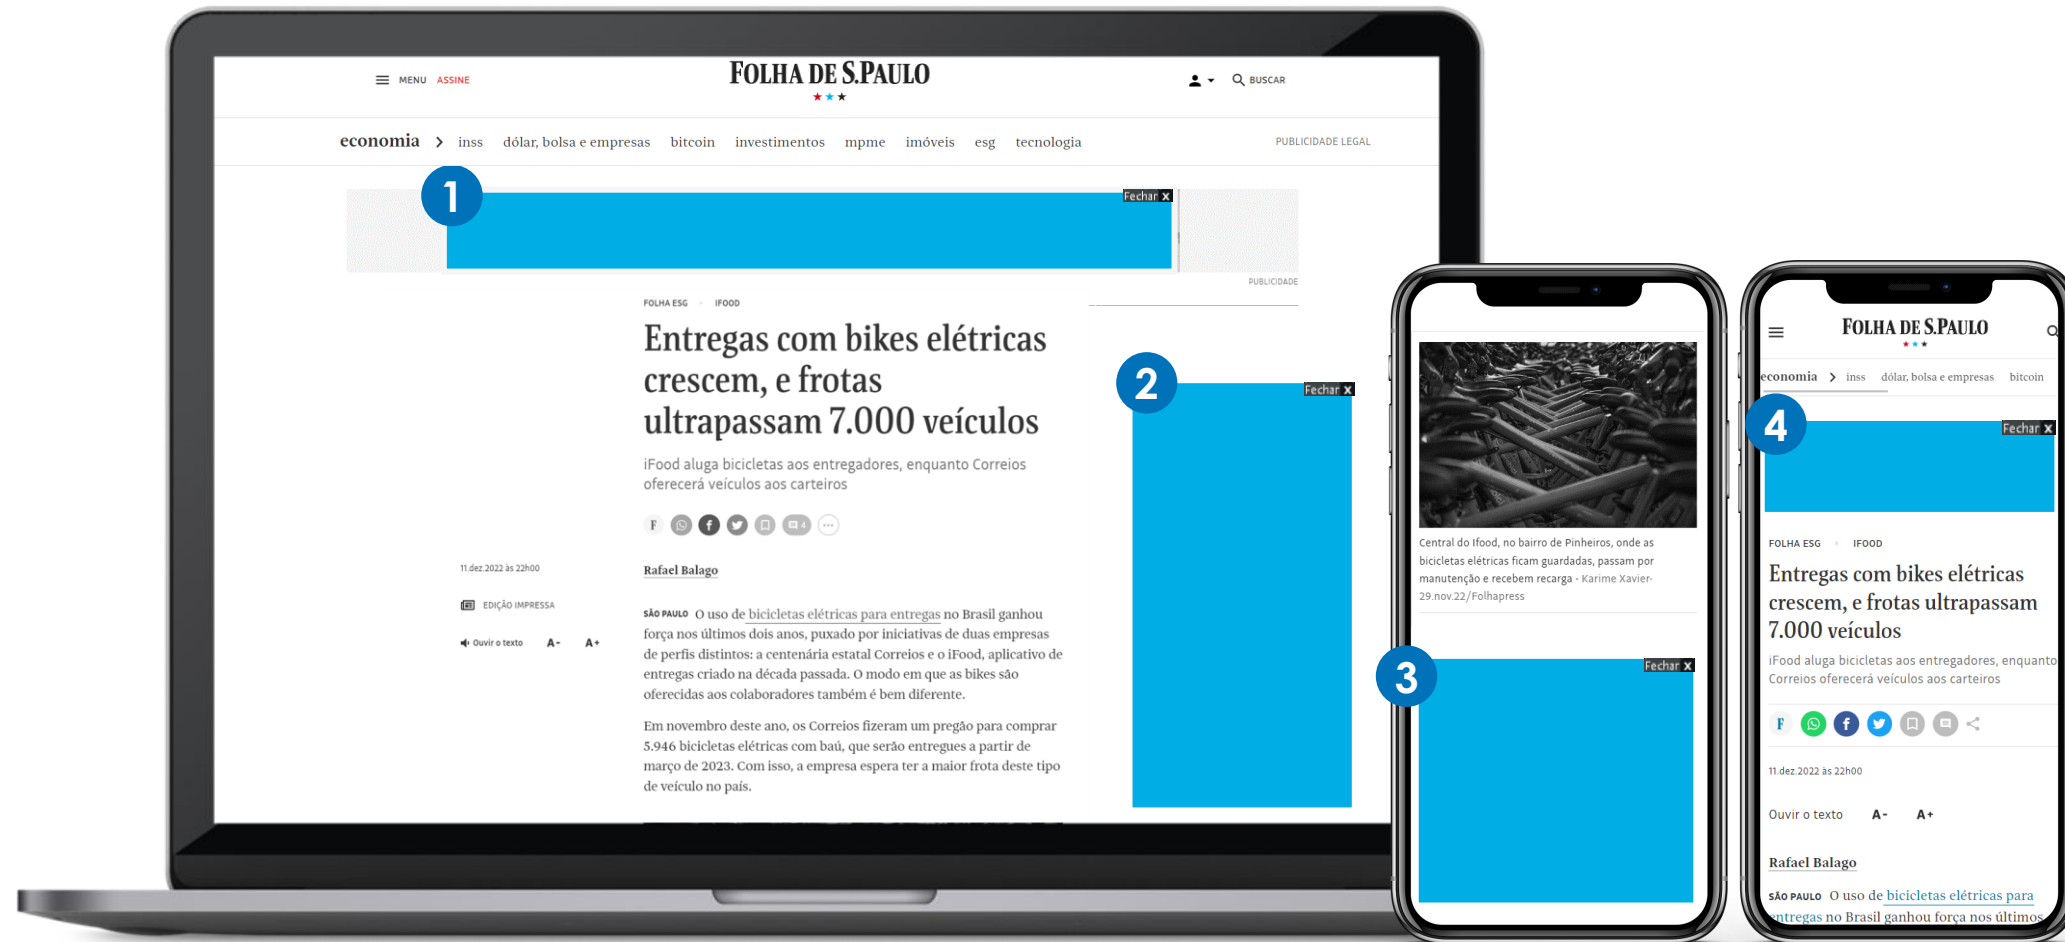 MENU ASSINE
FOLHA DE S.PAULO
BUSCAR
economia > inss dólar, bolsa e empresas bitcoin investimentos mpme imóveis esg tecnologia
PUBLICIDADE LEGAL
1
Fechar X
PUBLICIDADE
FOLHA ESG IFOOD
Entregas com bikes elétricas
crescem, e frotas
ultrapassam 7.000 veículos
iFood aluga bicicletas aos entregadores, enquanto Correios
oferecerá veículos aos carteiros
F f 4 ...
11.dez.2022 às 22h00
EDIÇÃO IMPRESSA
Ouvir o texto A- A+
Rafael Balago
SÃO PAULO O uso de bicicletas elétricas para entregas no Brasil ganhou
força nos últimos dois anos, puxado por iniciativas de duas empresas
de perfis distintos: a centenária estatal Correios e o iFood, aplicativo de
entregas criado na década passada. O modo em que as bikes são
oferecidas aos colaboradores também é bem diferente.
Em novembro deste ano, os Correios fizeram um pregão para comprar
5.946 bicicletas elétricas com baú, que serão entregues a partir de
março de 2023. Com isso, a empresa espera ter a maior frota deste tipo
de veículo no país.
2
Fechar X
Central do Ifood, no bairro de Pinheiros, onde as
bicicletas elétricas ficam guardadas, passam por
manutenção e recebem recarga - Karime Xavier-
29.nov.22/Folhapress
3
Fechar X
FOLHA DE S.PAULO
economia > inss dólar, bolsa e empresas bitcoin
4
Fechar X
FOLHA ESG IFOOD
Entregas com bikes elétricas
crescem, e frotas ultrapassam
7.000 veículos
iFood aluga bicicletas aos entregadores, enquanto
Correios oferecerá veículos aos carteiros
F f
11.dez.2022 às 22h00
Ouvir o texto A- A+
Rafael Balago
SÃO PAULO O uso de bicicletas elétricas para
entregas no Brasil ganhou força nos últimos